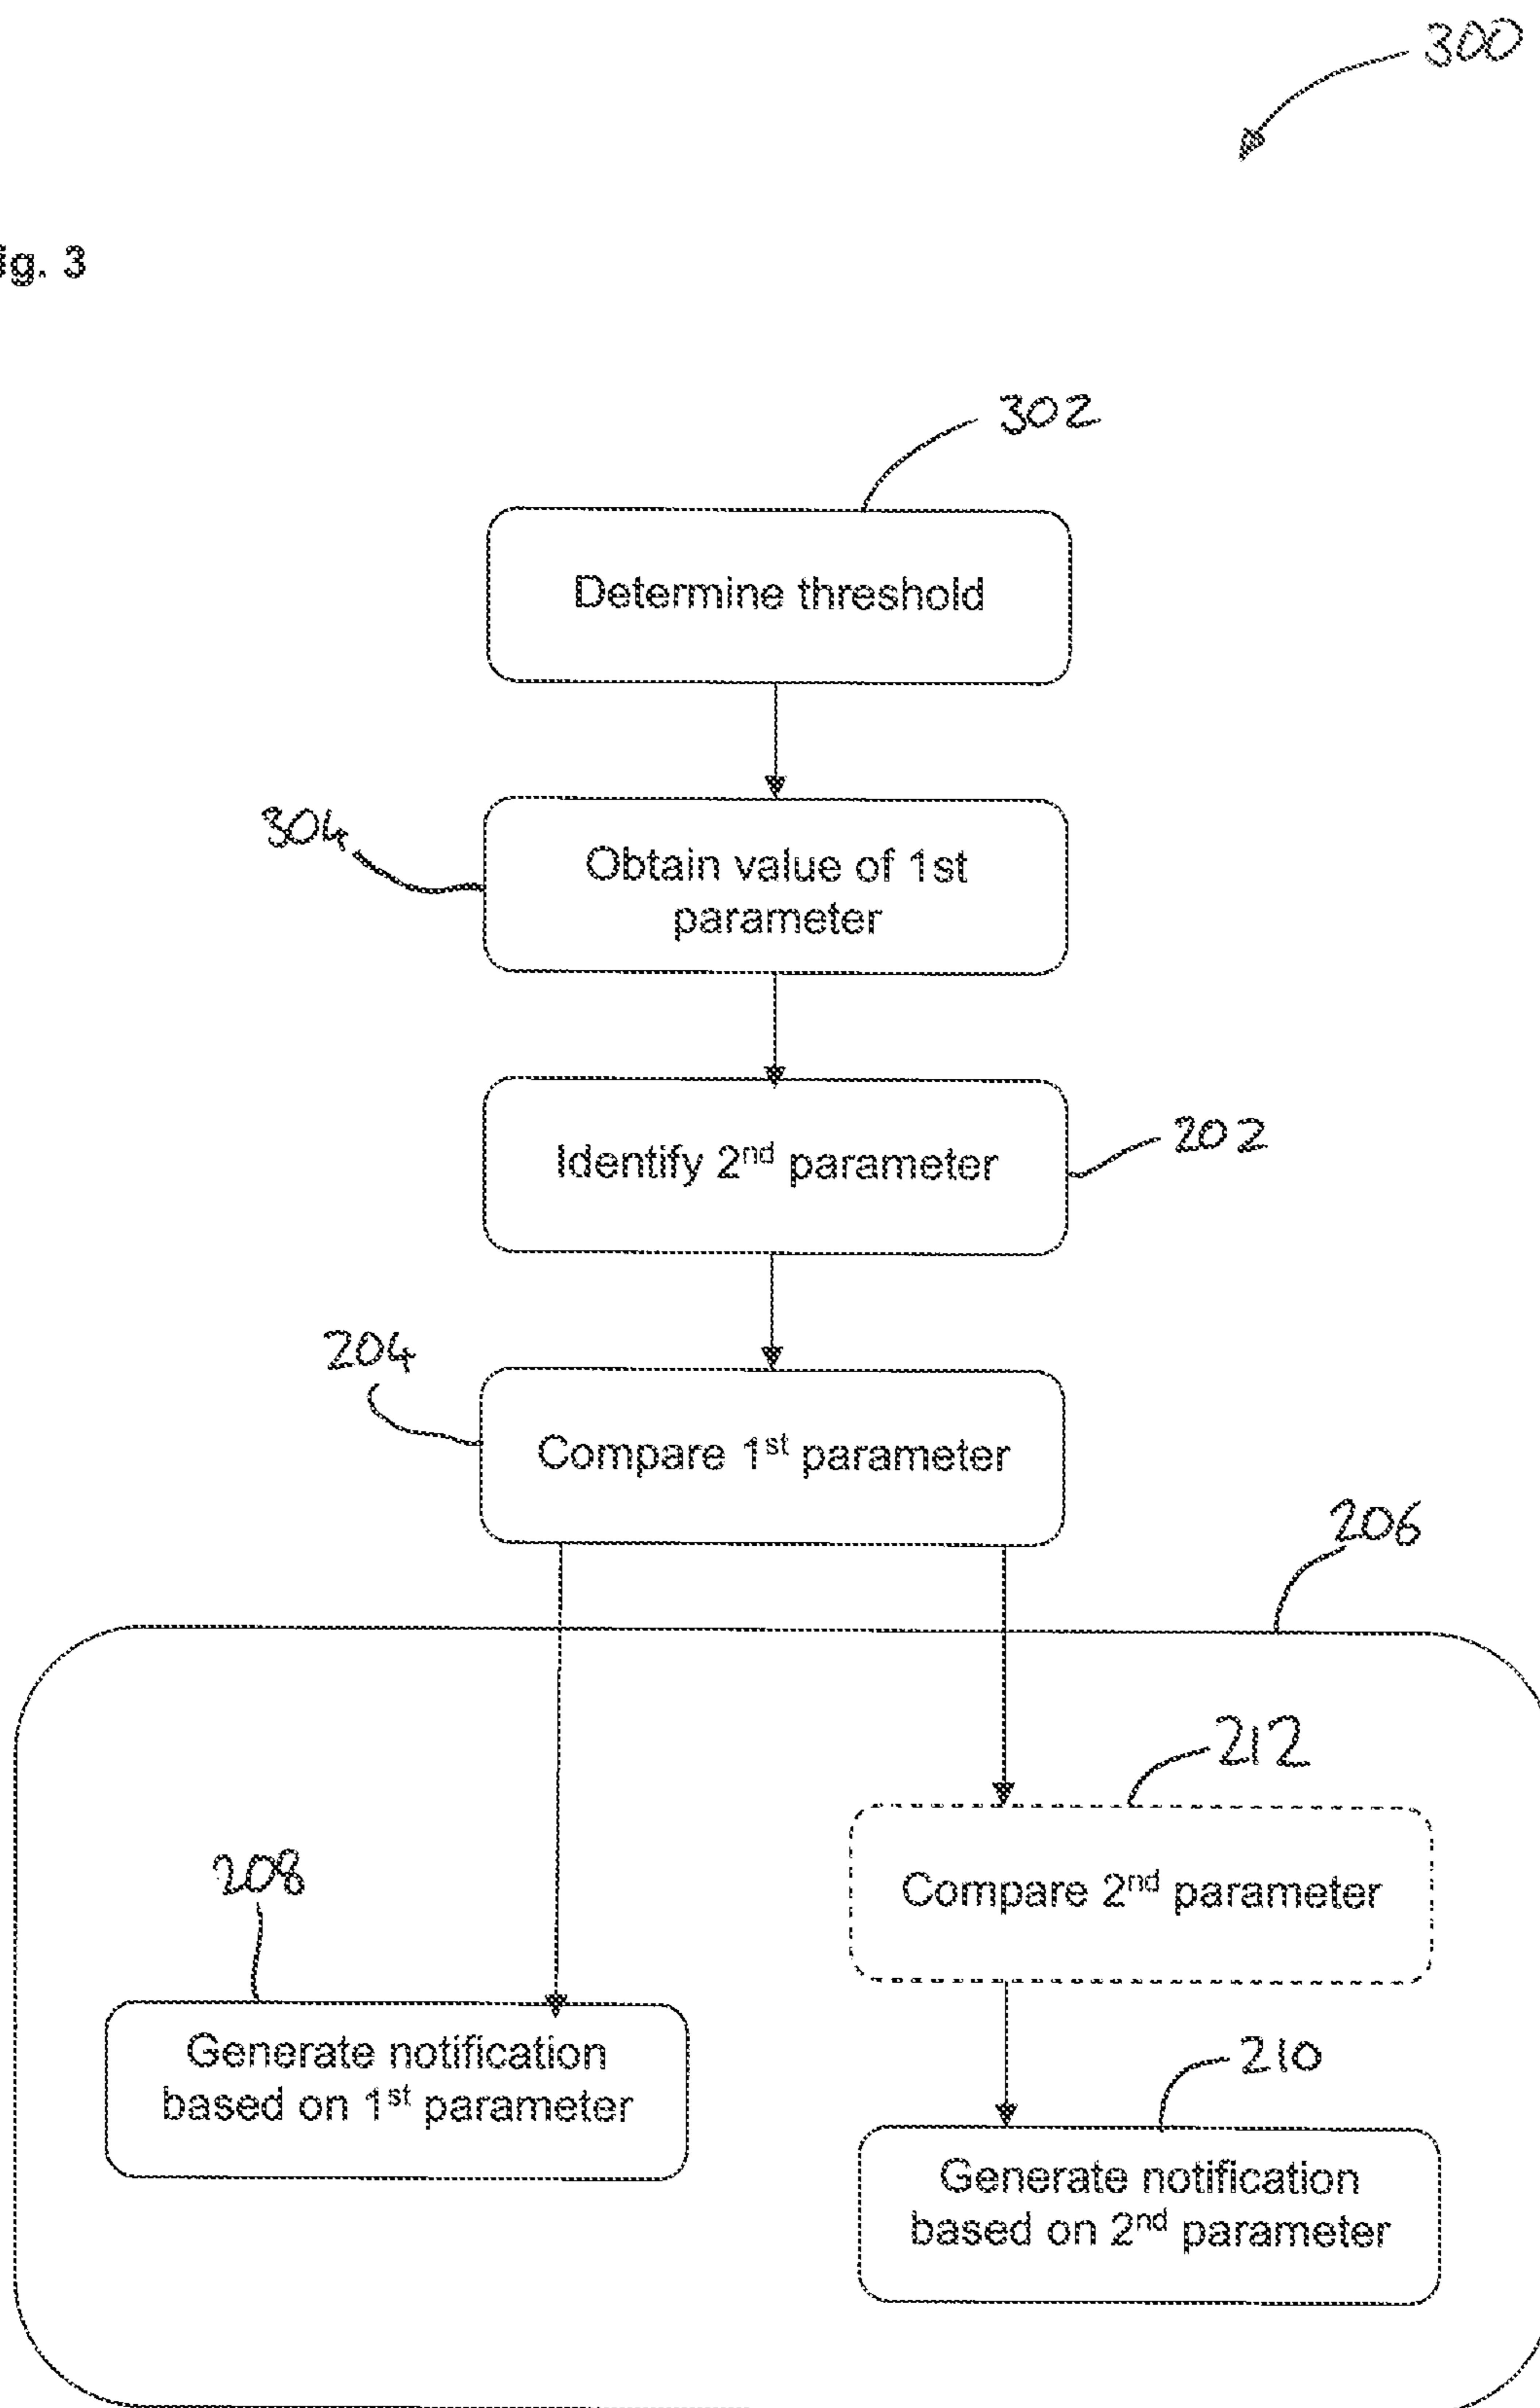 300
ig. 3
302
Determine threshold
304
Obtain value of 1st
parameter
Identify 2nd parameter
202
204
Compare 1st parameter
206
212
Compare 2nd parameter
208
Generate notification
based on 1st parameter
210
Generate notification
based on 2nd parameter